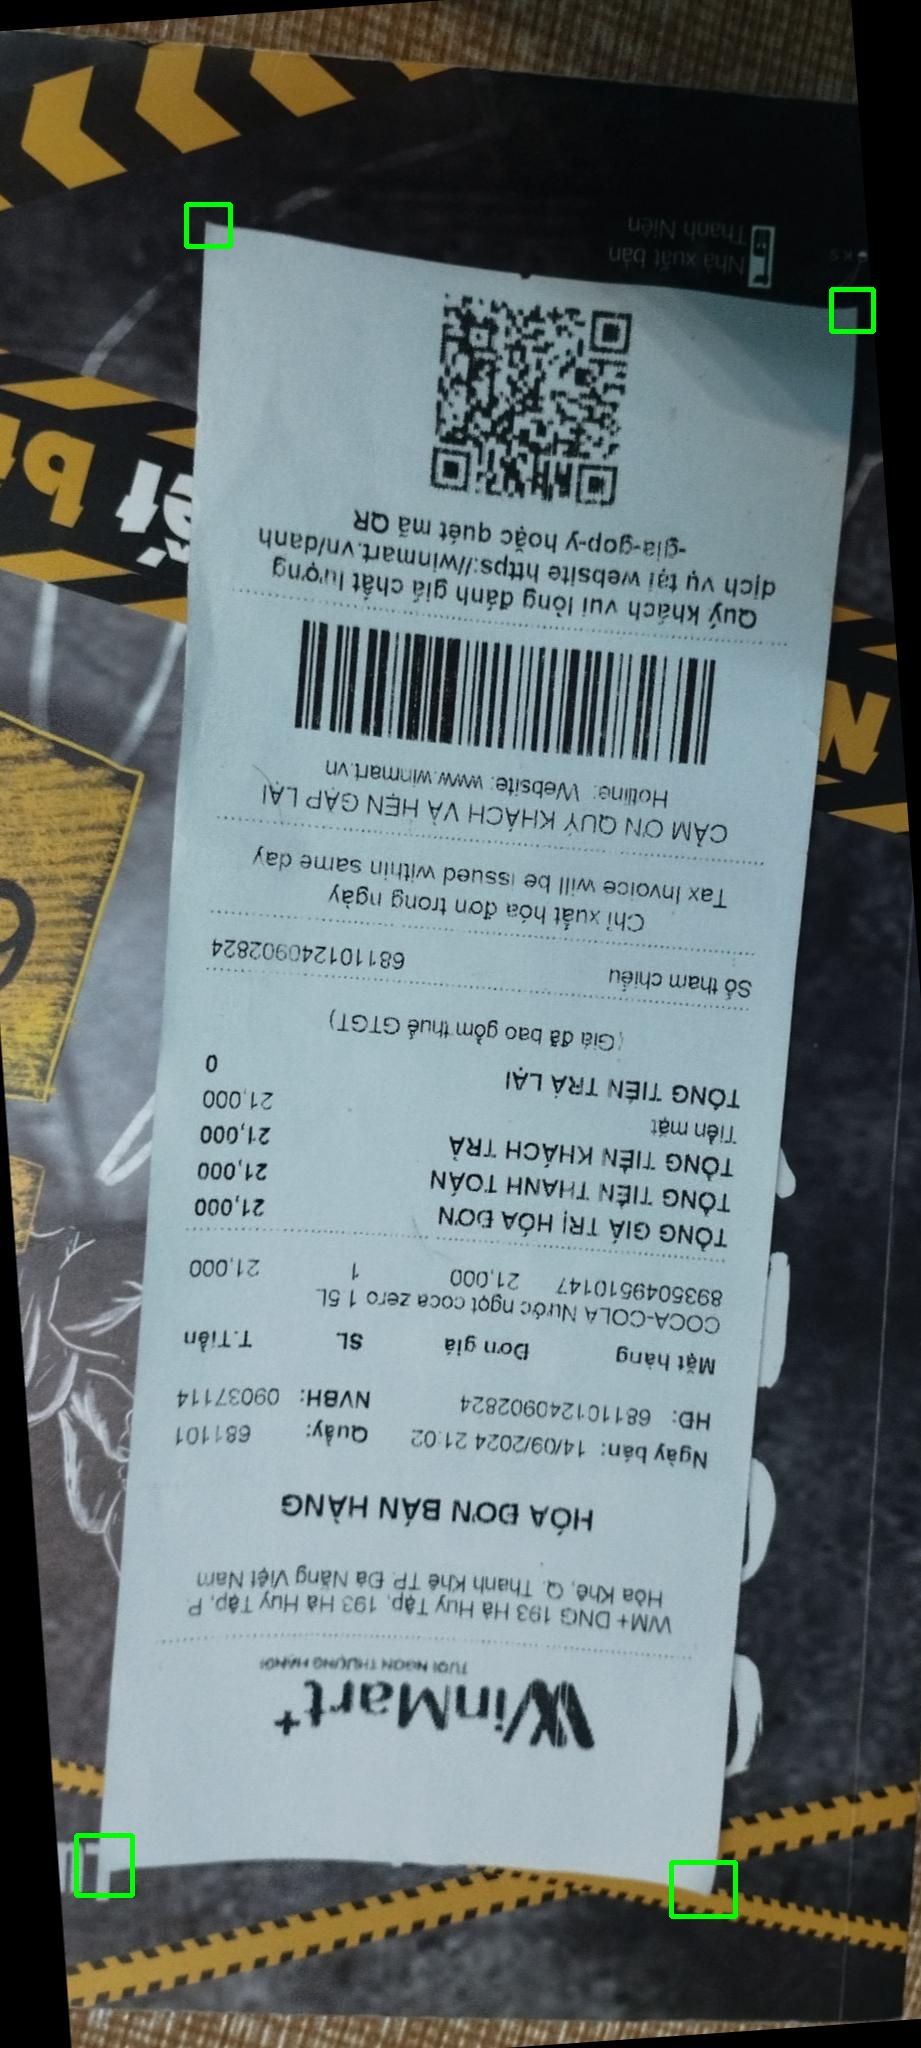 WinMart+
TƯƠI NGON THƯỢNG HẠNG
WM+ DNG 193 Hà Huy Tập, 193 Hà Huy Tập, P.
Hòa Khê, Q. Thanh Khê TP. Đà Nẵng Việt Nam
HÓA ĐƠN BÁN HÀNG
Ngày bán: 14/09/2024 21:02 Quầy: 681101
HĐ: 681101240902824 NVBH: 09037114
Mặt hàng Đơn giá SL T.Tiền
COCA-COLA Nước ngọt coca zero 1.5L
8935049510147 21,000 1 21,000
TỔNG GIÁ TRỊ HÓA ĐƠN 21,000
TỔNG TIỀN THANH TOÁN 21,000
TỔNG TIỀN KHÁCH TRẢ 21,000
Tiền mặt 21,000
TỔNG TIỀN TRẢ LẠI 0
(Giá đã bao gồm thuế GTGT)
Số tham chiếu 681101240902824
Chỉ xuất hóa đơn trong ngày
Tax Invoice will be issued within same day
CẢM ƠN QUÝ KHÁCH VÀ HẸN GẶP LẠI
Hotline: Website: www.winmart.vn
Quý khách vui lòng đánh giá chất lượng
dịch vụ tại website https://winmart.vn/danh
-gia-gop-y hoặc quét mã QR
Nhà xuất bản
Thanh Niên